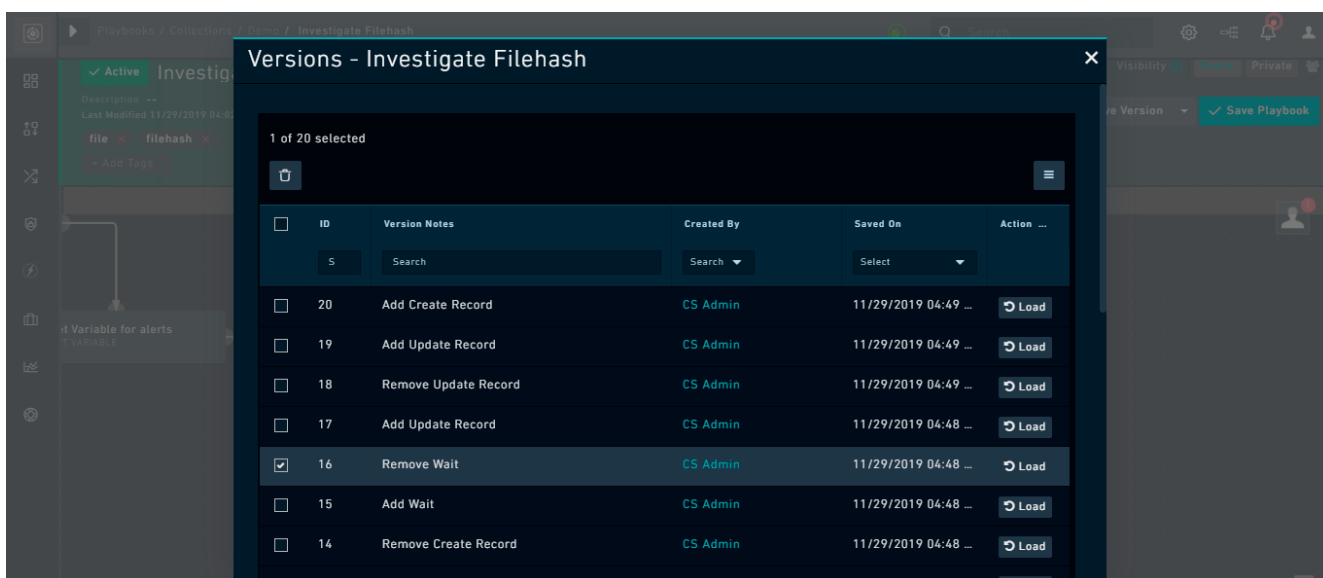 Playbooks / Collections / Demo / Investigate Filehash
Search
Versions - Investigate Filehash
Active
Visibility
Private
Description --
Last Modified 11/29/2019 04:02
Version
Save Playbook
file
filehash
+ Add Tags
1 of 20 selected
ID Version Notes Created By Saved On Action ...
S Search Search Select
20 Add Create Record CS Admin 11/29/2019 04:49 ... Load
19 Add Update Record CS Admin 11/29/2019 04:49 ... Load
18 Remove Update Record CS Admin 11/29/2019 04:49 ... Load
17 Add Update Record CS Admin 11/29/2019 04:48 ... Load
16 Remove Wait CS Admin 11/29/2019 04:48 ... Load
15 Add Wait CS Admin 11/29/2019 04:48 ... Load
14 Remove Create Record CS Admin 11/29/2019 04:48 ... Load
Variable for alerts
VARIABLE